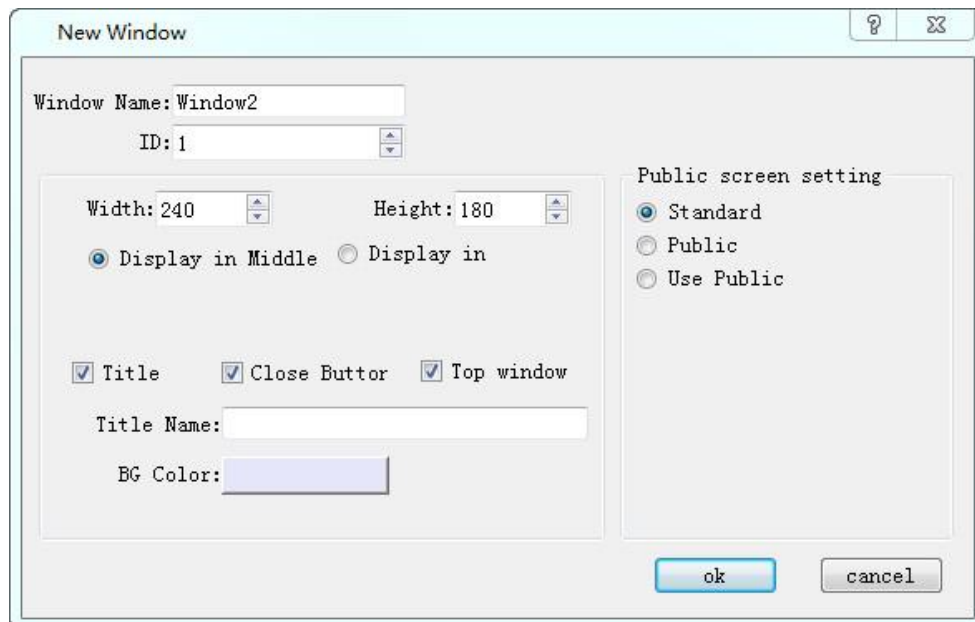 New Window
Window Name: Window2
ID: 1
Width: 240 Height: 180
Display in Middle Display in
Title Close Buttor Top window
Title Name:
BG Color:
Public screen setting
Standard
Public
Use Public
ok cancel